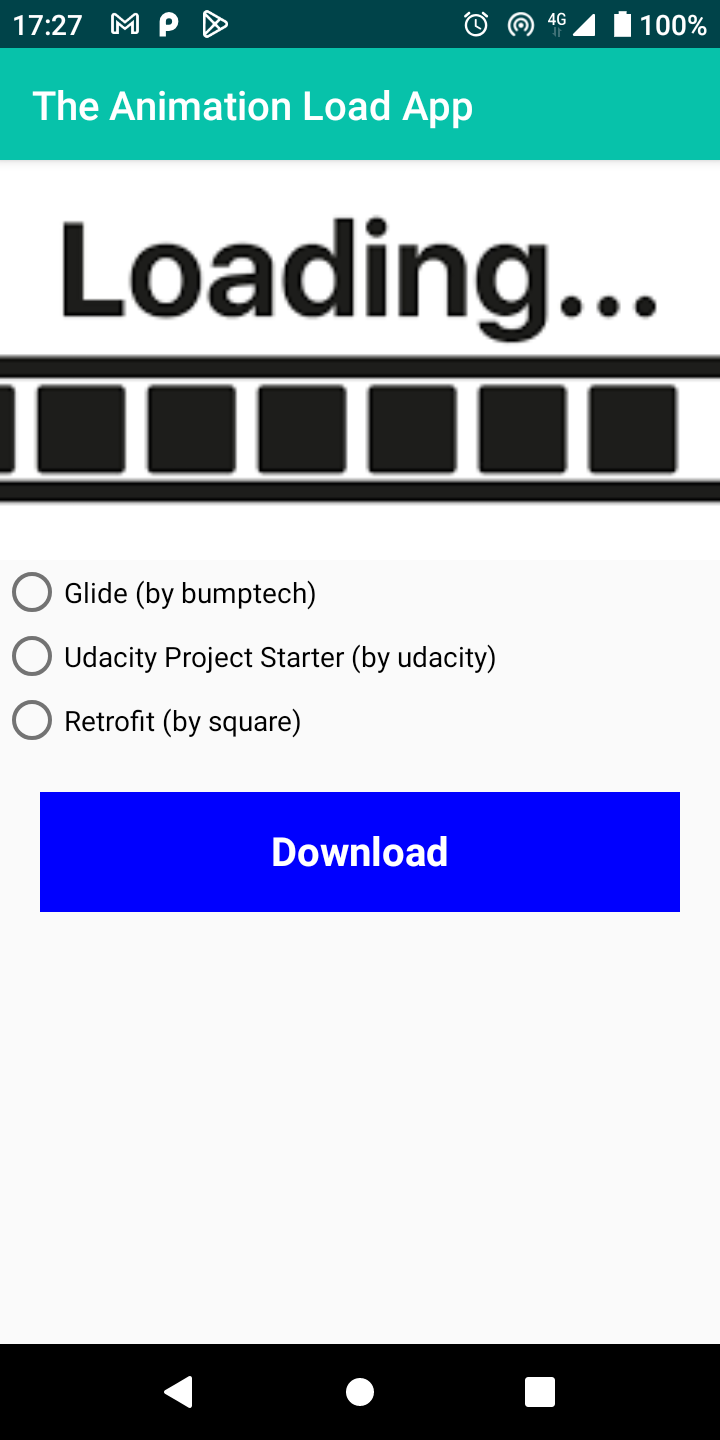 17:27 4G 100%
The Animation Load App
Loading...
Glide (by bumptech)
Udacity Project Starter (by udacity)
Retrofit (by square)
Download